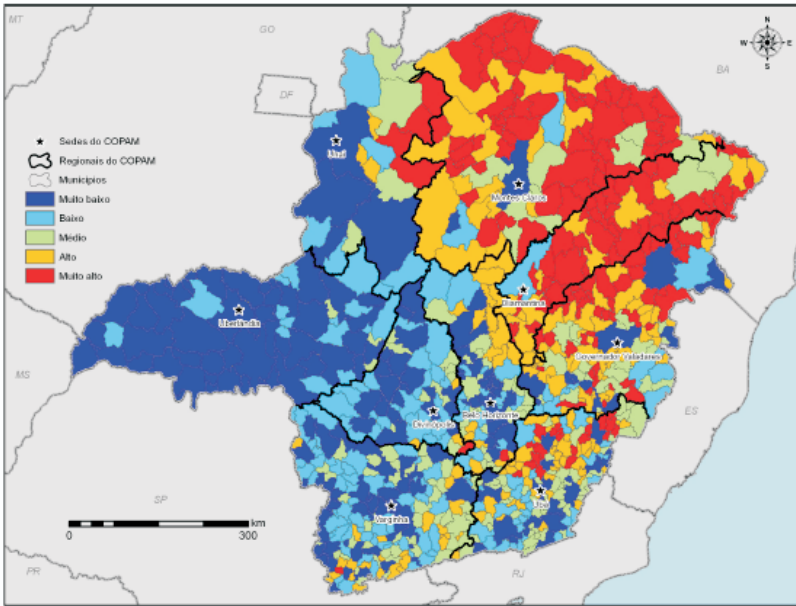 MT
GO
N
W
E
S
BA
DF
Sedes do COPAM
Regionais do COPAM
Municípios
Muito baixo
Baixo
Médio
Alto
Muito alto
Unaí
Montes Claros
Diamantina
Uberlandia
Governador Valadares
MS
ES
Belo Horizonte
Divinópolis
SP
Ubá
Varginha
km
0
300
PR
RJ